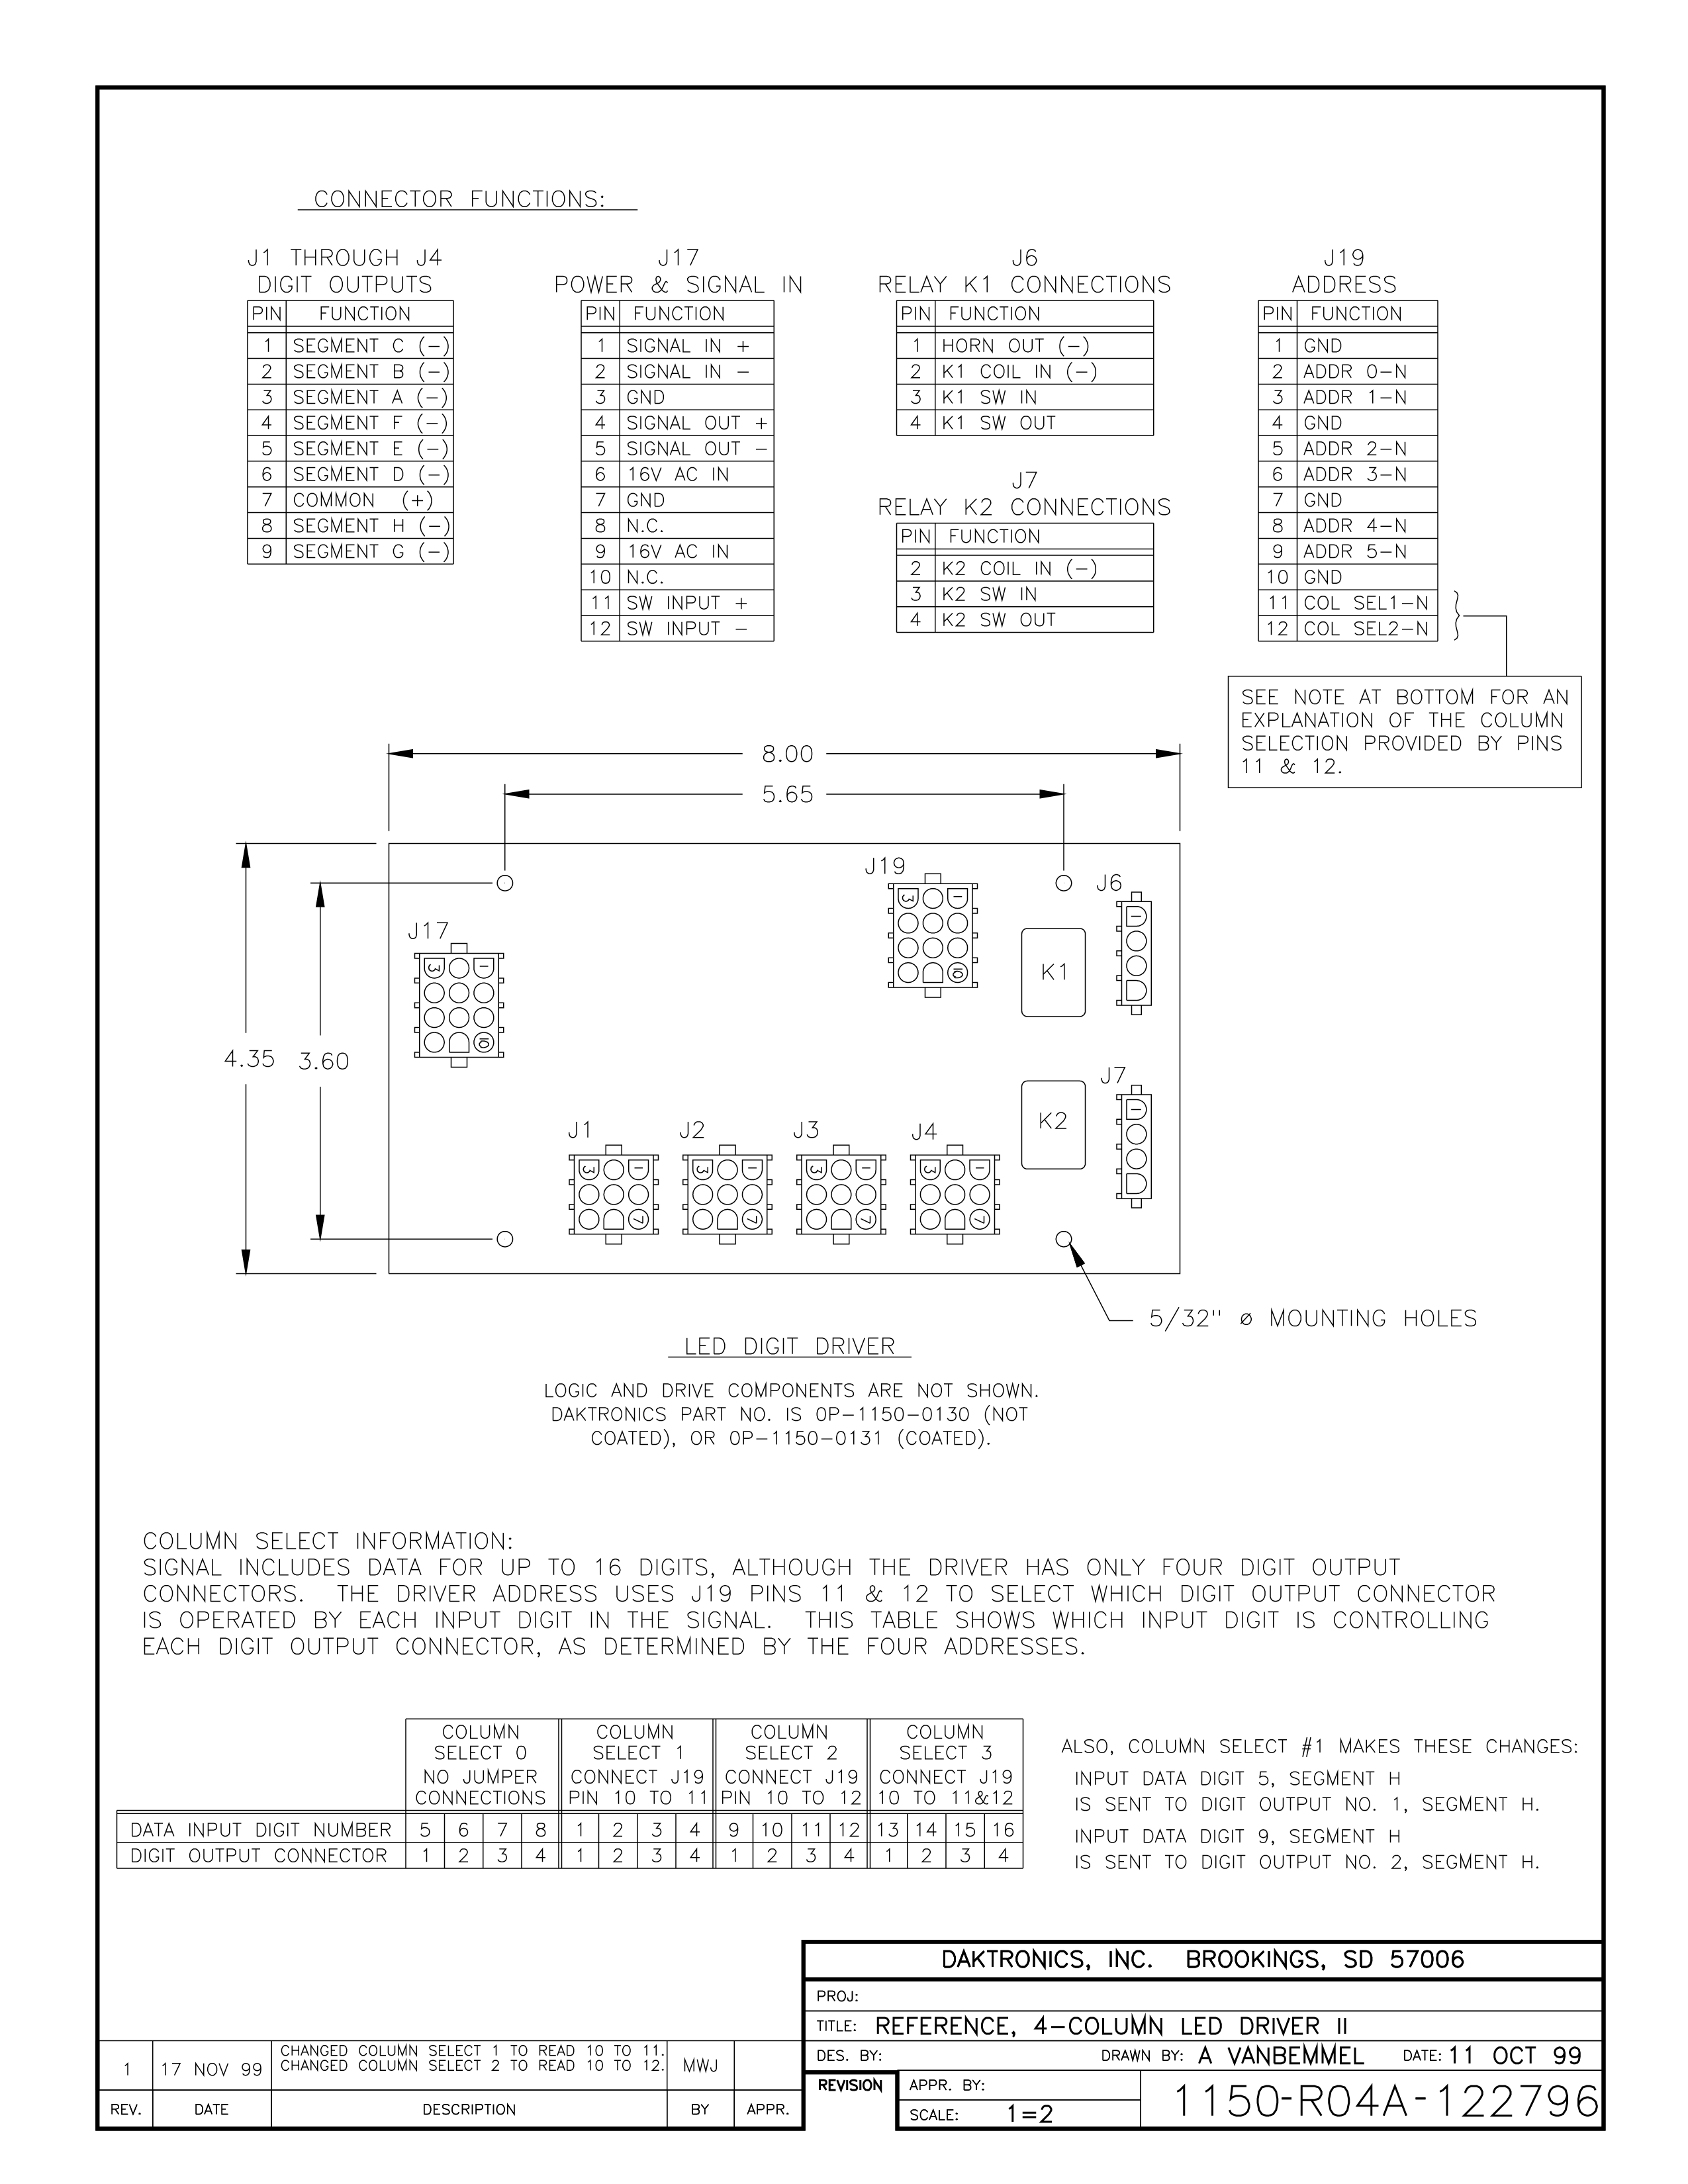 CONNECTOR FUNCTIONS:
J1 THROUGH J4
DIGIT OUTPUTS
PIN FUNCTION
1 SEGMENT C (-)
2 SEGMENT B (-)
3 SEGMENT A (-)
4 SEGMENT F (-)
5 SEGMENT E (-)
6 SEGMENT D (-)
7 COMMON (+)
8 SEGMENT H (-)
9 SEGMENT G (-)
J17
POWER & SIGNAL IN
PIN FUNCTION
1 SIGNAL IN +
2 SIGNAL IN -
3 GND
4 SIGNAL OUT +
5 SIGNAL OUT -
6 16V AC IN
7 GND
8 N.C.
9 16V AC IN
10 N.C.
11 SW INPUT +
12 SW INPUT -
J6
RELAY K1 CONNECTIONS
PIN FUNCTION
1 HORN OUT (-)
2 K1 COIL IN (-)
3 K1 SW IN
4 K1 SW OUT
J7
RELAY K2 CONNECTIONS
PIN FUNCTION
2 K2 COIL IN (-)
3 K2 SW IN
4 K2 SW OUT
J19
ADDRESS
PIN FUNCTION
1 GND
2 ADDR 0-N
3 ADDR 1-N
4 GND
5 ADDR 2-N
6 ADDR 3-N
7 GND
8 ADDR 4-N
9 ADDR 5-N
10 GND
11 COL SEL1-N
12 COL SEL2-N
SEE NOTE AT BOTTOM FOR AN
EXPLANATION OF THE COLUMN
SELECTION PROVIDED BY PINS
11 & 12.
8.00
5.65
4.35
3.60
J17
3 1
10
J19
3 1
10
J6
1
K1
J7
1
K2
J1
3 1
7
J2
3 1
7
J3
3 1
7
J4
3 1
7
5/32" ø MOUNTING HOLES
LED DIGIT DRIVER
LOGIC AND DRIVE COMPONENTS ARE NOT SHOWN.
DAKTRONICS PART NO. IS 0P-1150-0130 (NOT
COATED), OR 0P-1150-0131 (COATED).
COLUMN SELECT INFORMATION:
SIGNAL INCLUDES DATA FOR UP TO 16 DIGITS, ALTHOUGH THE DRIVER HAS ONLY FOUR DIGIT OUTPUT
CONNECTORS. THE DRIVER ADDRESS USES J19 PINS 11 & 12 TO SELECT WHICH DIGIT OUTPUT CONNECTOR
IS OPERATED BY EACH INPUT DIGIT IN THE SIGNAL. THIS TABLE SHOWS WHICH INPUT DIGIT IS CONTROLLING
EACH DIGIT OUTPUT CONNECTOR, AS DETERMINED BY THE FOUR ADDRESSES.
COLUMN COLUMN COLUMN COLUMN
SELECT 0 SELECT 1 SELECT 2 SELECT 3
NO JUMPER CONNECT J19 CONNECT J19 CONNECT J19
CONNECTIONS PIN 10 TO 11 PIN 10 TO 12 10 TO 11&12
DATA INPUT DIGIT NUMBER 5 6 7 8 1 2 3 4 9 10 11 12 13 14 15 16
DIGIT OUTPUT CONNECTOR 1 2 3 4 1 2 3 4 1 2 3 4 1 2 3 4
ALSO, COLUMN SELECT #1 MAKES THESE CHANGES:
INPUT DATA DIGIT 5, SEGMENT H
IS SENT TO DIGIT OUTPUT NO. 1, SEGMENT H.
INPUT DATA DIGIT 9, SEGMENT H
IS SENT TO DIGIT OUTPUT NO. 2, SEGMENT H.
DAKTRONICS, INC. BROOKINGS, SD 57006
PROJ:
TITLE: REFERENCE, 4-COLUMN LED DRIVER II
DES. BY: DRAWN BY: A VANBEMMEL DATE: 11 OCT 99
REVISION APPR. BY:
SCALE: 1=2
1150-R04A-122796
1 17 NOV 99 CHANGED COLUMN SELECT 1 TO READ 10 TO 11. MWJ
CHANGED COLUMN SELECT 2 TO READ 10 TO 12.
REV. DATE DESCRIPTION BY APPR.